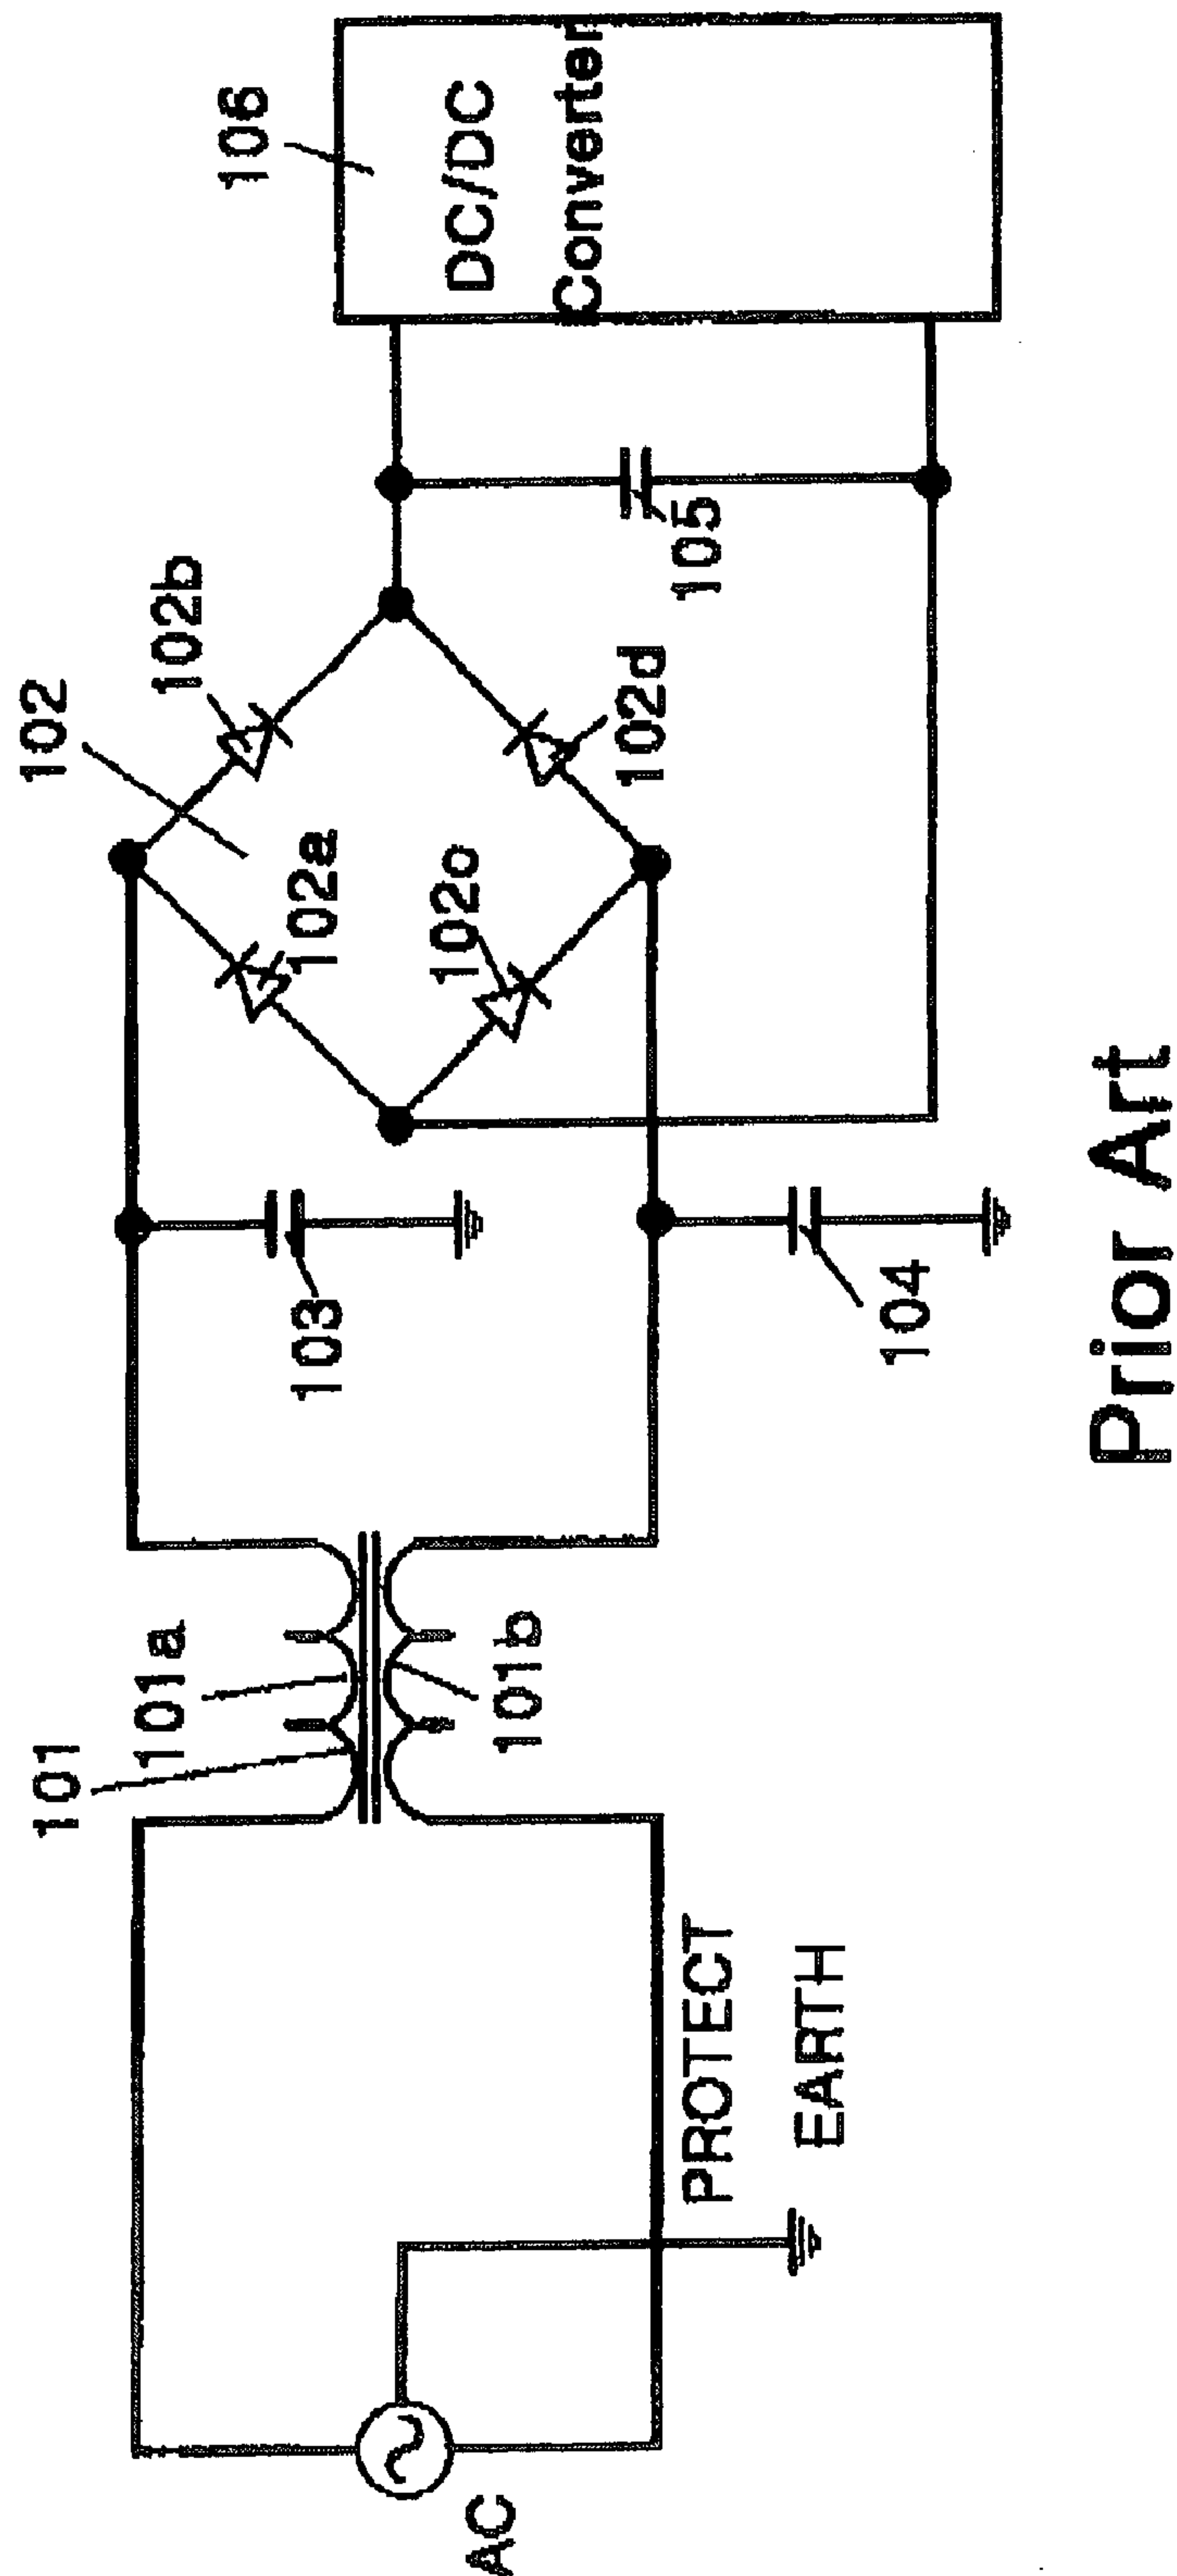 102
101
101a
102b
106
103
102a
102c
DC/DC
AC
101b
Converter
102d
105
PROTECT
EARTH
104
Prior Art